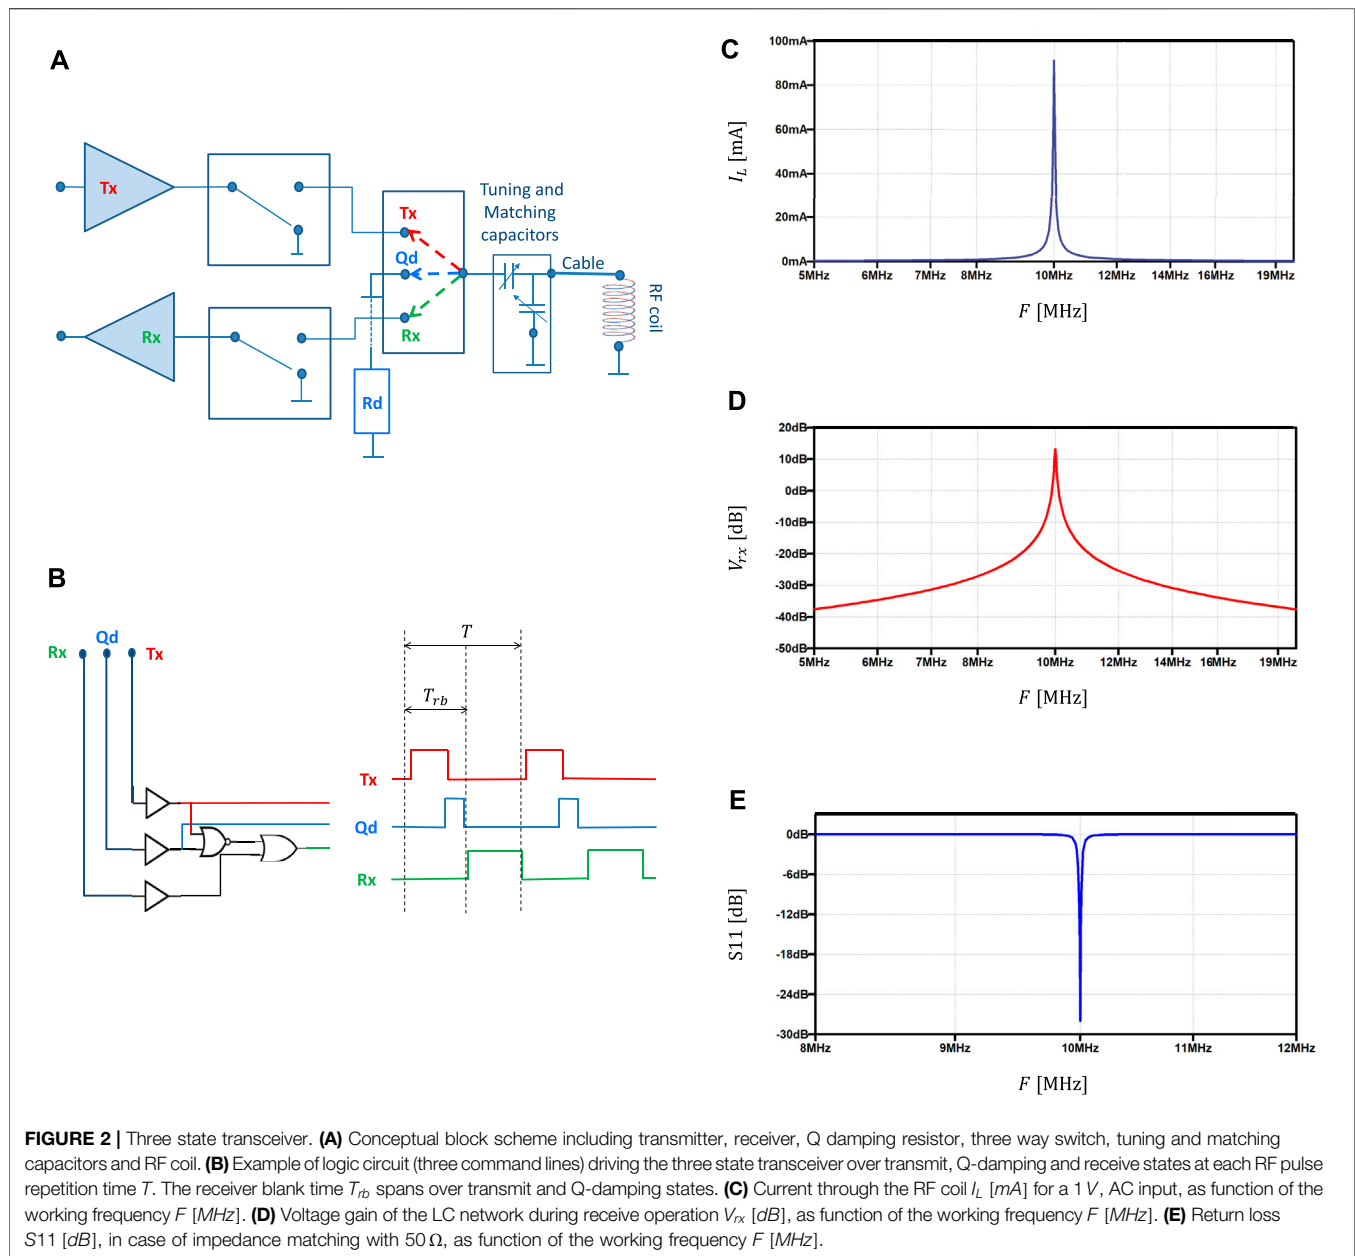 A
Tx
Tx
Qd
Rx
Rx
Rd
Tuning and
Matching
capacitors
Cable
RF coil
B
Rx
Qd
Tx
T
T_rb
Tx
Qd
Rx
C
I_L [mA]
100mA
80mA
60mA
40mA
20mA
0mA
5MHz 6MHz 7MHz 8MHz 10MHz 12MHz 14MHz 16MHz 19MHz
F [MHz]
D
V_rx [dB]
20dB
10dB
0dB
-10dB
-20dB
-30dB
-40dB
-50dB
5MHz 6MHz 7MHz 8MHz 10MHz 12MHz 14MHz 16MHz 19MHz
F [MHz]
E
S11 [dB]
0dB
-6dB
-12dB
-18dB
-24dB
-30dB
8MHz 9MHz 10MHz 11MHz 12MHz
F [MHz]
FIGURE 2 | Three state transceiver. (A) Conceptual block scheme including transmitter, receiver, Q damping resistor, three way switch, tuning and matching
capacitors and RF coil. (B) Example of logic circuit (three command lines) driving the three state transceiver over transmit, Q-damping and receive states at each RF pulse
repetition time T. The receiver blank time T_rb spans over transmit and Q-damping states. (C) Current through the RF coil I_L [mA] for a 1 V, AC input, as function of the
working frequency F [MHz]. (D) Voltage gain of the LC network during receive operation V_rx [dB], as function of the working frequency F [MHz]. (E) Return loss
S11 [dB], in case of impedance matching with 50 Ω, as function of the working frequency F [MHz].